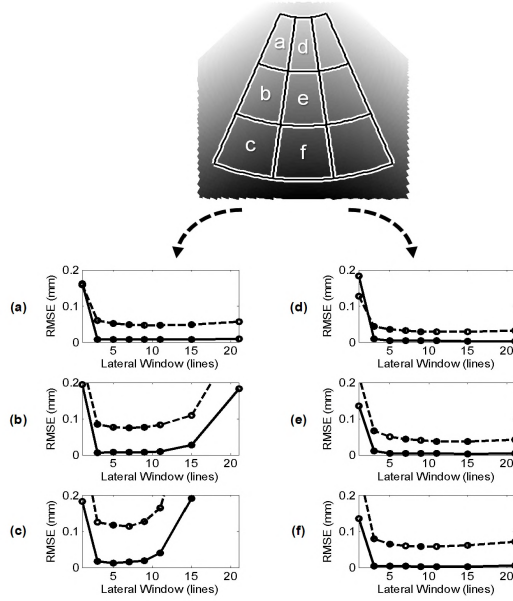 a d
b e
c f
(a)
RMSE (mm)
0.2
0.1
0
5 10 15 20
Lateral Window (lines)
(d)
RMSE (mm)
0.2
0.1
0
5 10 15 20
Lateral Window (lines)
(b)
RMSE (mm)
0.2
0.1
0
5 10 15 20
Lateral Window (lines)
(e)
RMSE (mm)
0.2
0.1
0
5 10 15 20
Lateral Window (lines)
(c)
RMSE (mm)
0.2
0.1
0
5 10 15 20
Lateral Window (lines)
(f)
RMSE (mm)
0.2
0.1
0
5 10 15 20
Lateral Window (lines)